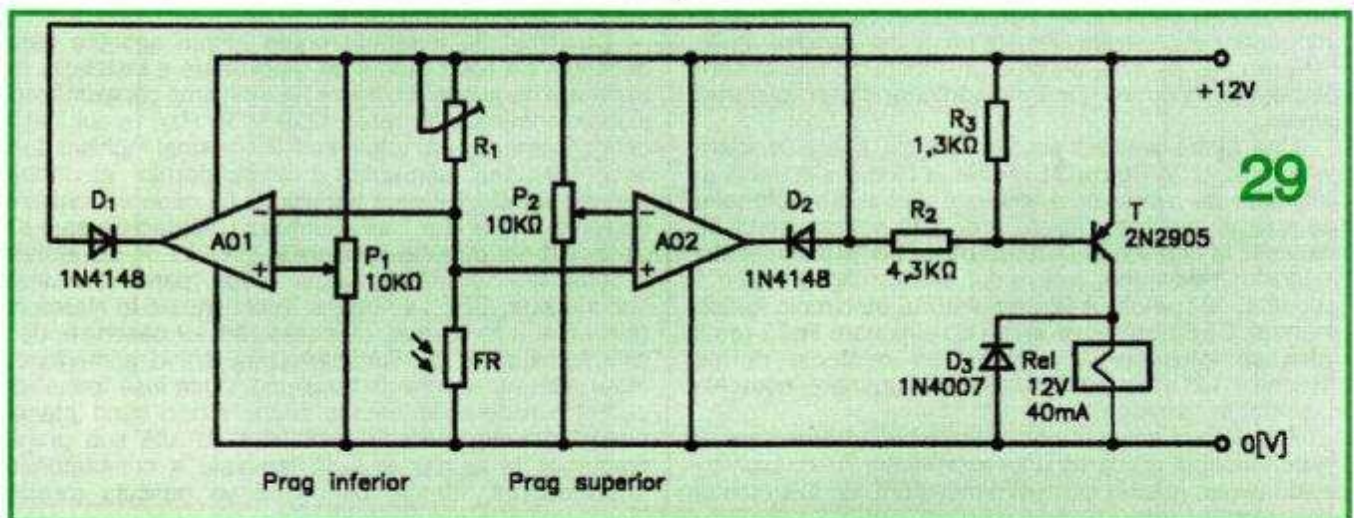 +12V
R3
1,3KΩ
29
R1
D1
P2
10KΩ
D2
R2
T
2N2905
AO1
AO2
P1
10KΩ
1N4148
1N4148
4,3KΩ
FR
D3
1N4007
Rel
12V
40mA
0[V]
Prag inferior
Prag superior